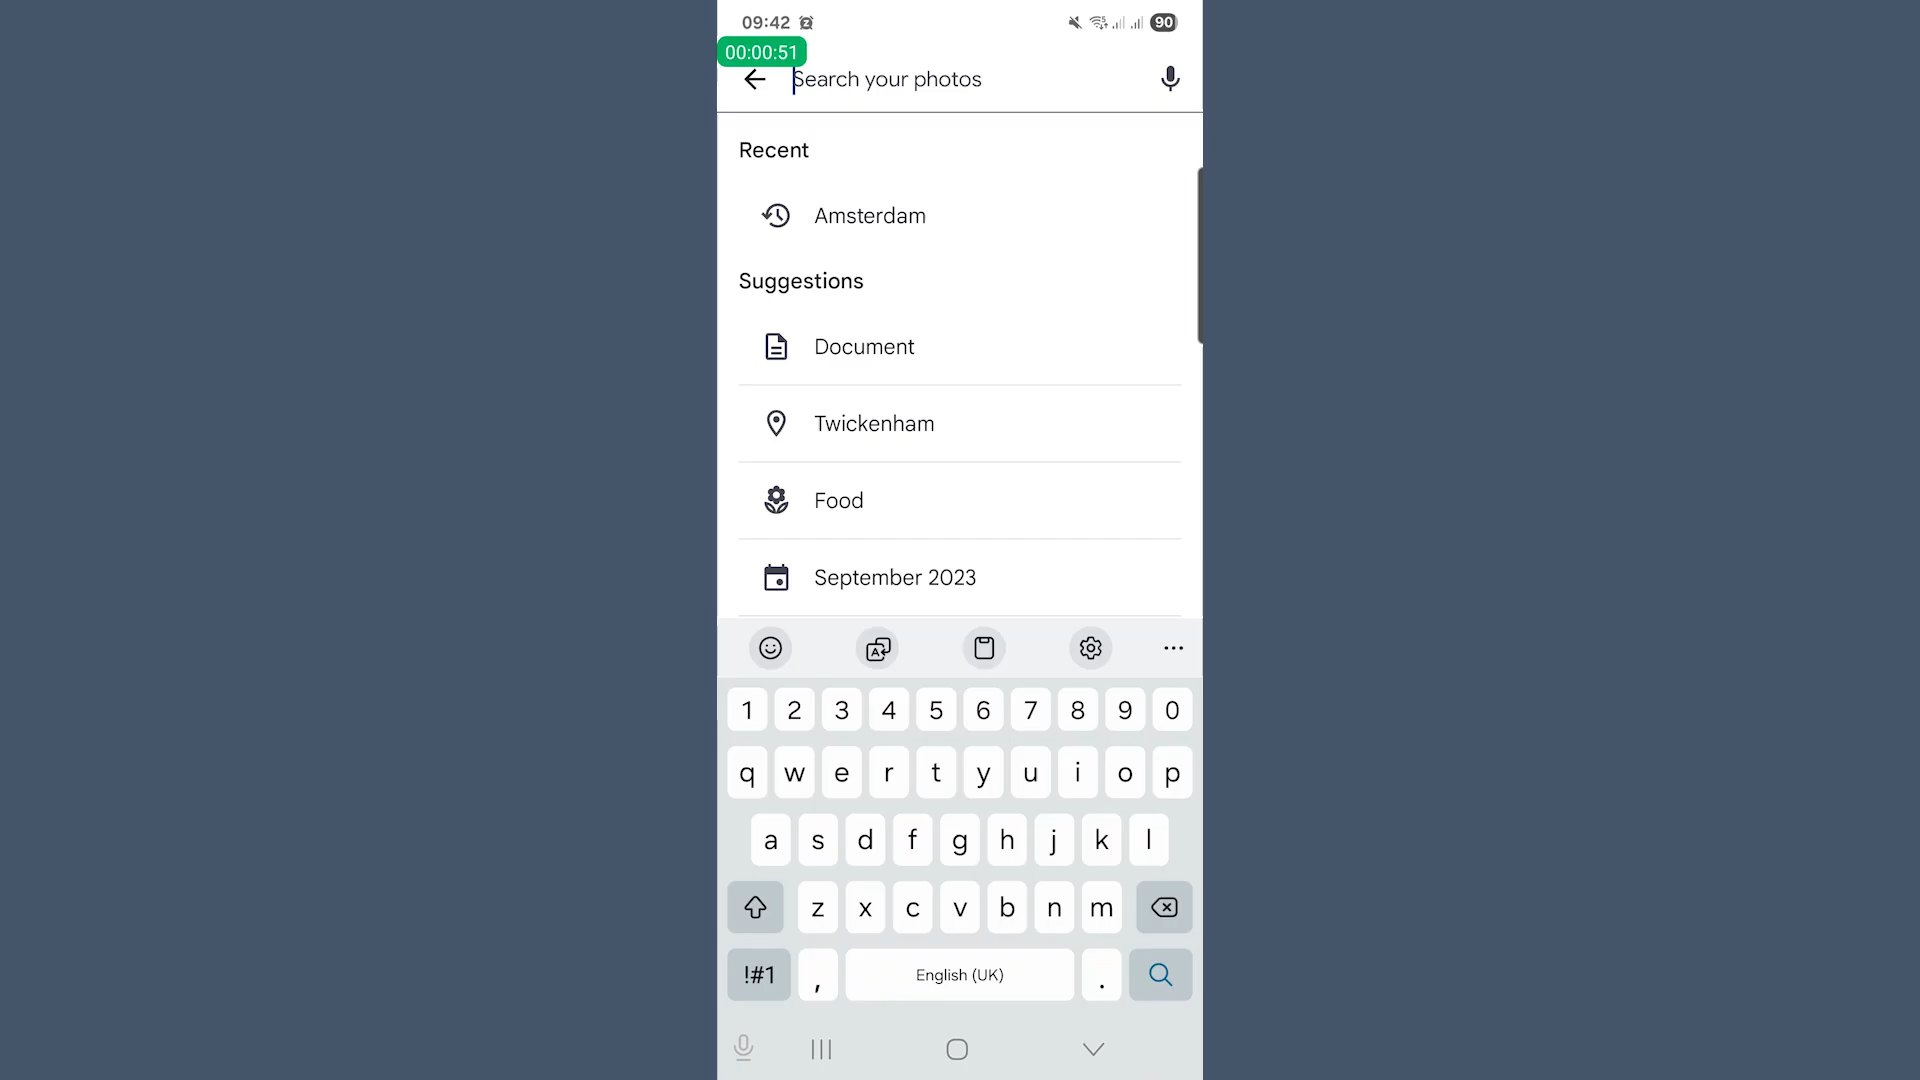 09:42
90
00:00:51
Search your photos
Recent
Amsterdam
Suggestions
Document
Twickenham
Food
September 2023
1 2 3 4 5 6 7 8 9 0
q w e r t y u i o p
a s d f g h j k l
z x c v b n m
!#1 , English (UK) .